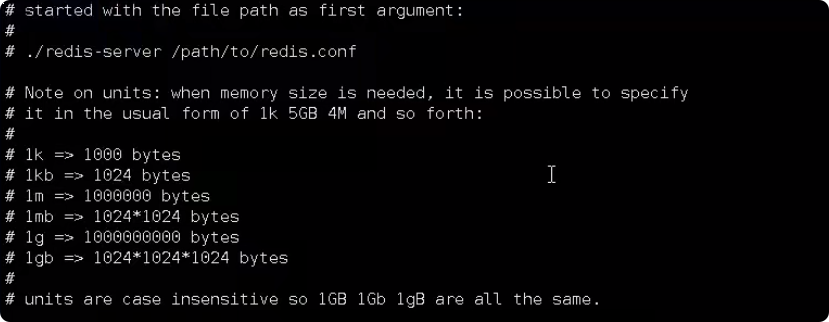 # started with the file path as first argument:
#
# ./redis-server /path/to/redis.conf

# Note on units: when memory size is needed, it is possible to specify
# it in the usual form of 1k 5GB 4M and so forth:
#
# 1k => 1000 bytes
# 1kb => 1024 bytes
# 1m => 1000000 bytes
# 1mb => 1024*1024 bytes
# 1g => 1000000000 bytes
# 1gb => 1024*1024*1024 bytes
#
# units are case insensitive so 1GB 1Gb 1gB are all the same.